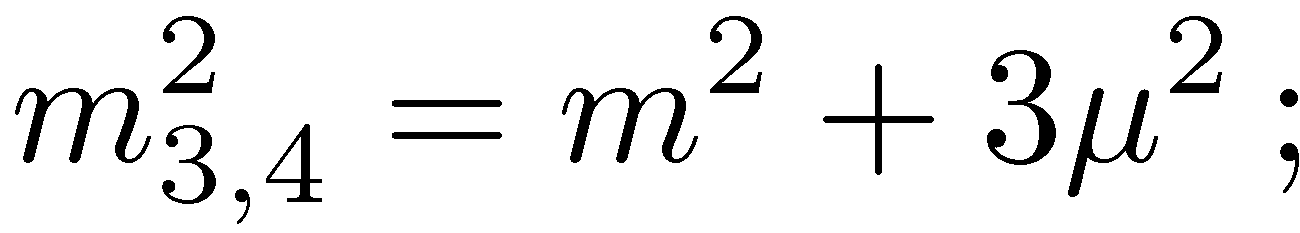 m_{3,4}^2 = m^2 + 3\mu^2 ;